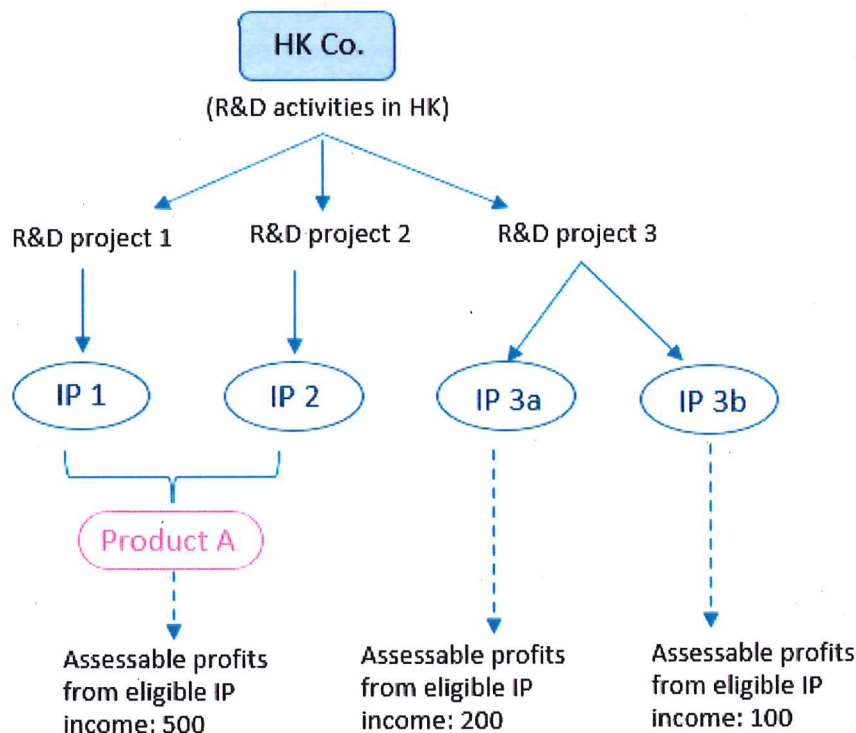 HK Co.
(R&D activities in HK)
R&D project 1
R&D project 2
R&D project 3
IP 1
IP 2
IP 3a
IP 3b
Product A
Assessable profits
from eligible IP
income: 500
Assessable profits
from eligible IP
income: 200
Assessable profits
from eligible IP
income: 100